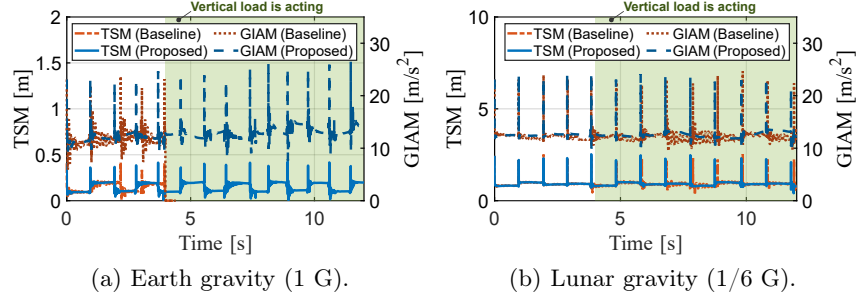 Vertical load is acting
TSM (Baseline) GIAM (Baseline)
TSM (Proposed) GIAM (Proposed)
2
1.5
1
0.5
0
TSM [m]
30
20
10
0
GIAM [m/s²]
0 5 10
Time [s]
(a) Earth gravity (1 G).
Vertical load is acting
TSM (Baseline) GIAM (Baseline)
TSM (Proposed) GIAM (Proposed)
10
5
0
TSM [m]
30
20
10
0
GIAM [m/s²]
0 5 10
Time [s]
(b) Lunar gravity (1/6 G).